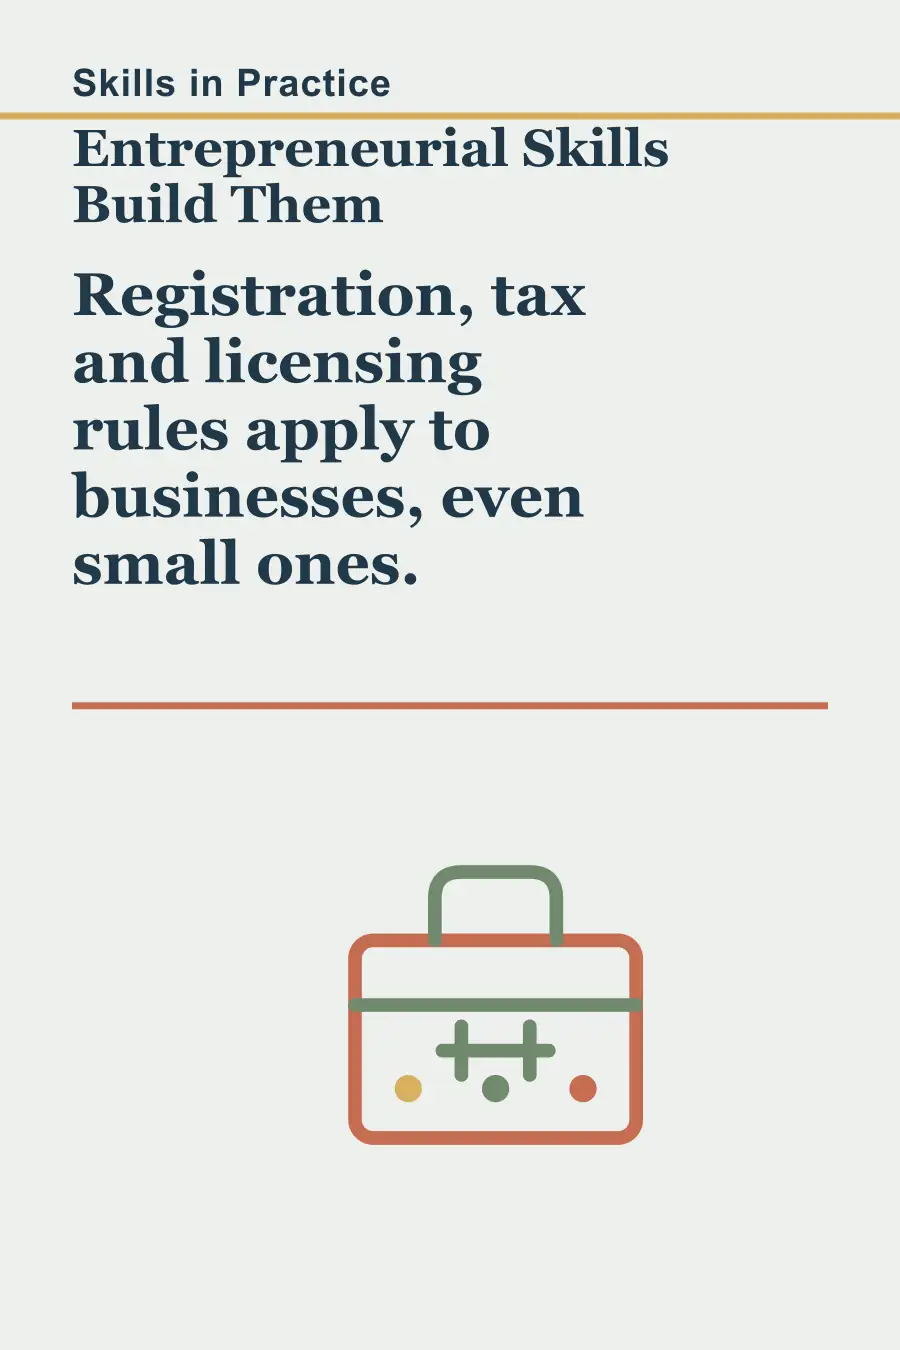 Skills in Practice
Entrepreneurial Skills
Build Them
Registration, tax
and licensing
rules apply to
businesses, even
small ones.